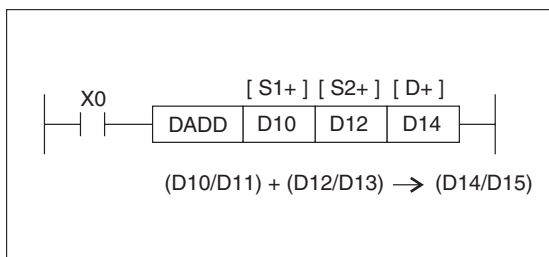 [ S1+ ] [ S2+ ] [ D+ ]
X0
DADD D10 D12 D14
(D10/D11) + (D12/D13) → (D14/D15)